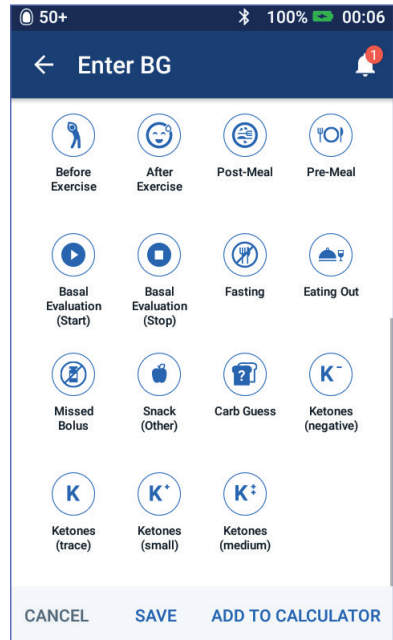 50+ 100% 00:06
← Enter BG 1
Before After Post-Meal Pre-Meal
Exercise Exercise
Basal Basal Fasting Eating Out
Evaluation Evaluation
(Start) (Stop)
? K⁻
Missed Snack Carb Guess Ketones
Bolus (Other) (negative)
K K⁺ K‡
Ketones Ketones Ketones
(trace) (small) (medium)
CANCEL SAVE ADD TO CALCULATOR